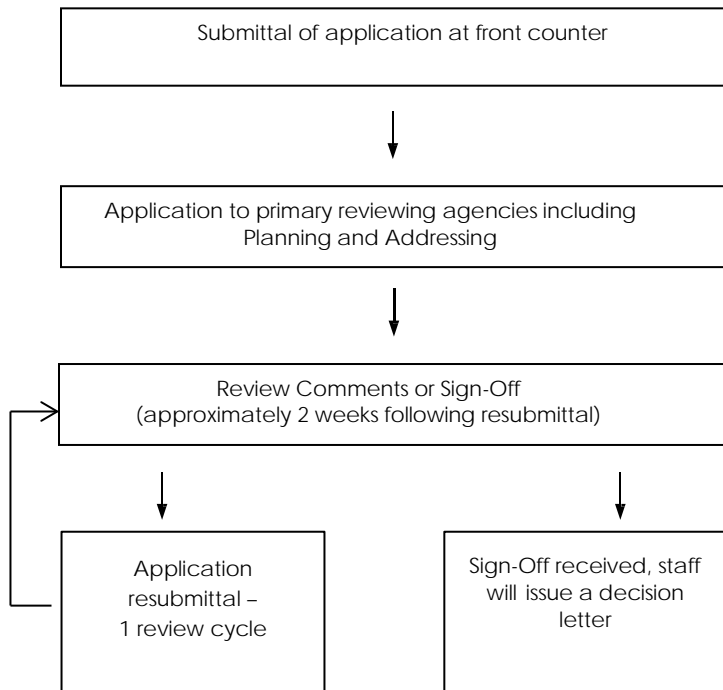 Submittal of application at front counter
Application to primary reviewing agencies including
Planning and Addressing
Review Comments or Sign-Off
(approximately 2 weeks following resubmittal)
Application
resubmittal –
1 review cycle
Sign-Off received, staff
will issue a decision
letter